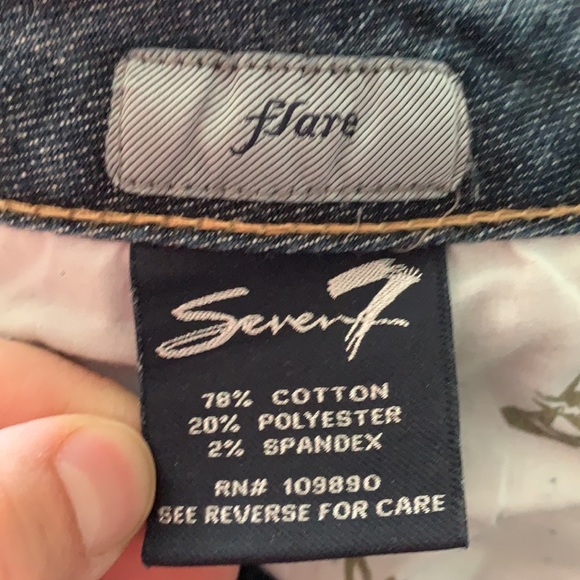 flare
Seven7
78% COTTON
20% POLYESTER
2% SPANDEX
RN# 109890
SEE REVERSE FOR CARE